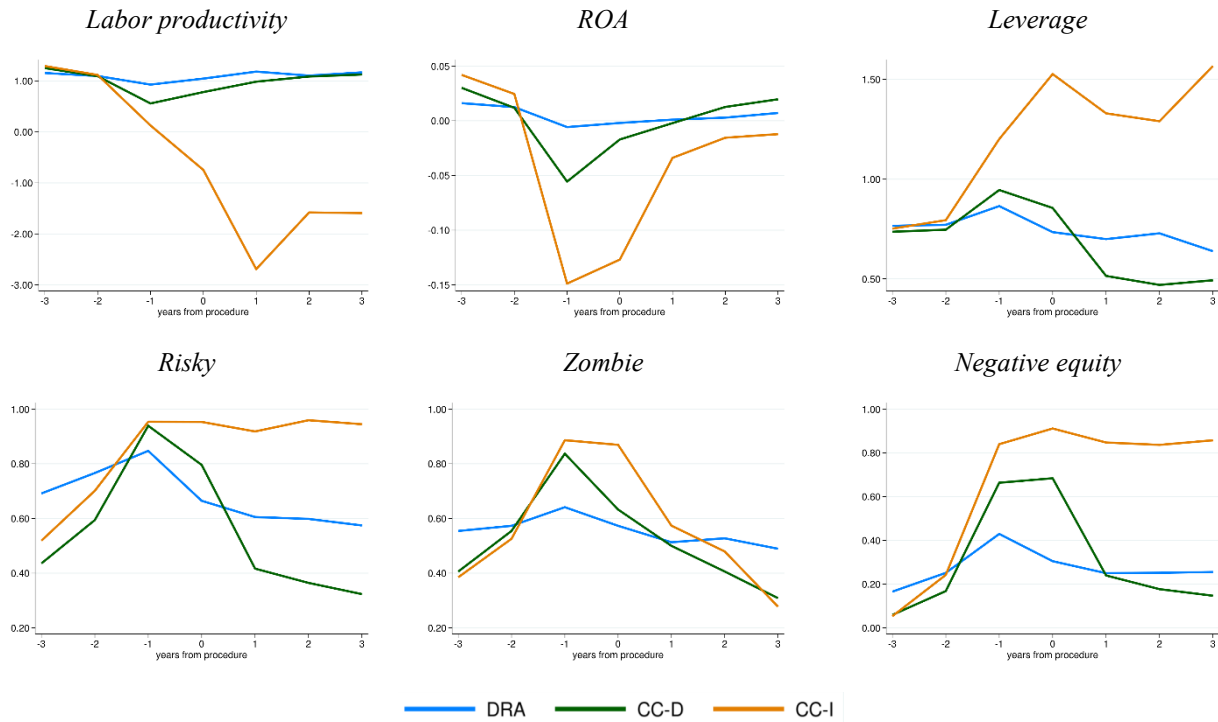 Labor productivity
ROA
Leverage
1.00
0.00
-1.00
-2.00
-3.00
-3 -2 -1 0 1 2 3
years from procedure
0.05
0.00
-0.05
-0.10
-0.15
-3 -2 -1 0 1 2 3
years from procedure
1.50
1.00
0.50
-3 -2 -1 0 1 2 3
years from procedure
Risky
Zombie
Negative equity
1.00
0.80
0.60
0.40
0.20
-3 -2 -1 0 1 2 3
years from procedure
1.00
0.80
0.60
0.40
0.20
-3 -2 -1 0 1 2 3
years from procedure
1.00
0.80
0.60
0.40
0.20
0.00
-3 -2 -1 0 1 2 3
years from procedure
DRA CC-D CC-I